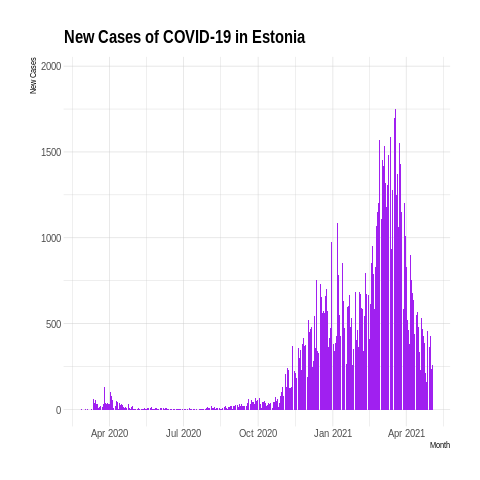 New Cases of COVID-19 in Estonia
New Cases
2000
1500
1000
500
0
Apr 2020 Jul 2020 Oct 2020 Jan 2021 Apr 2021
Month